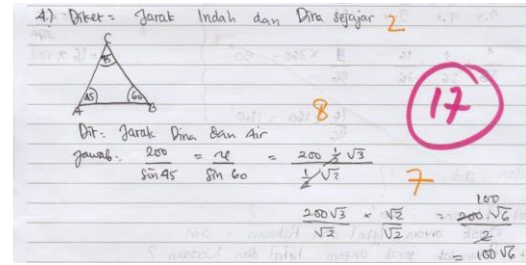 4.) Diket = Jarak Indah dan Dina sejajar 2
C
75
45 60
A B
8
17
Dit = Jarak Dina dan Air
Jawab : 200/sin 45 = x/sin 60 = 200 1/2 √3 / 1/2 √2
7
200√3/√2 × √2/√2 = 200√6/2 100
= 100√6